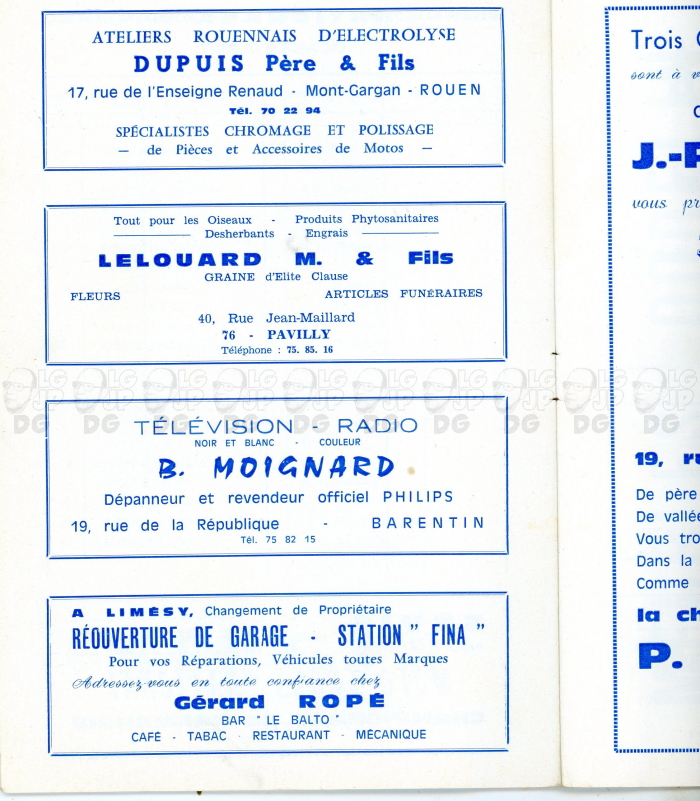 ATELIERS ROUENNAIS D'ELECTROLYSE
DUPUIS Père & Fils
17, rue de l'Enseigne Renaud - Mont-Gargan - ROUEN
Tél. 70 22 94
SPÉCIALISTES CHROMAGE ET POLISSAGE
— de Pièces et Accessoires de Motos —
Tout pour les Oiseaux - Produits Phytosanitaires
Desherbants - Engrais
LELOUARD M. & Fils
GRAINE d'Elite Clause
FLEURS ARTICLES FUNÉRAIRES
40, Rue Jean-Maillard
76 - PAVILLY
Téléphone : 75. 85. 16
TÉLÉVISION - RADIO
NOIR ET BLANC - COULEUR
B. MOIGNARD
Dépanneur et revendeur officiel PHILIPS
19, rue de la République - BARENTIN
Tél. 75 82 15
A LIMÉSY, Changement de Propriétaire
RÉOUVERTURE DE GARAGE - STATION " FINA "
Pour vos Réparations, Véhicules toutes Marques
Adressez-vous en toute confiance chez
Gérard ROPÉ
BAR " LE BALTO "
CAFÉ - TABAC - RESTAURANT - MÉCANIQUE
Trois
sont à
J.-
vous
19,
De père
De
Vous
Dans la
Comme
la
P.